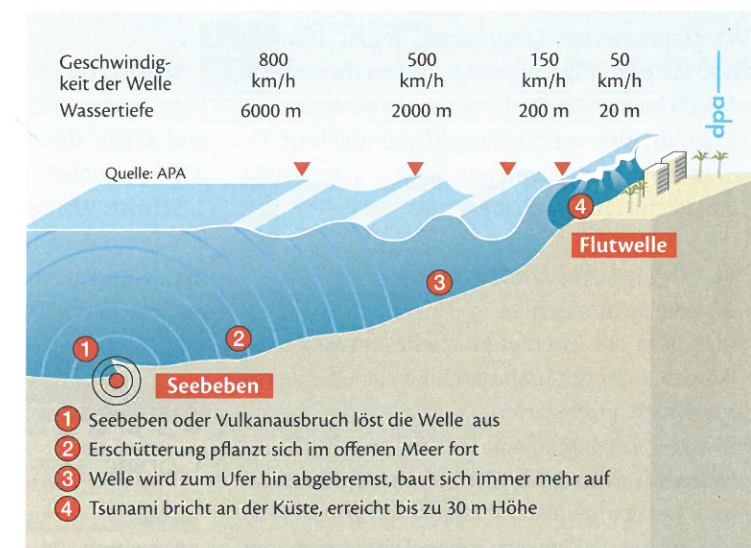 Geschwindig-
keit der Welle
800
km/h
500
km/h
150
km/h
50
km/h
Wassertiefe
6000 m
2000 m
200 m
20 m
dpa
Quelle: APA
4
Flutwelle
3
1
2
Seebeben
1 Seebeben oder Vulkanausbruch löst die Welle aus
2 Erschütterung pflanzt sich im offenen Meer fort
3 Welle wird zum Ufer hin abgebremst, baut sich immer mehr auf
4 Tsunami bricht an der Küste, erreicht bis zu 30 m Höhe